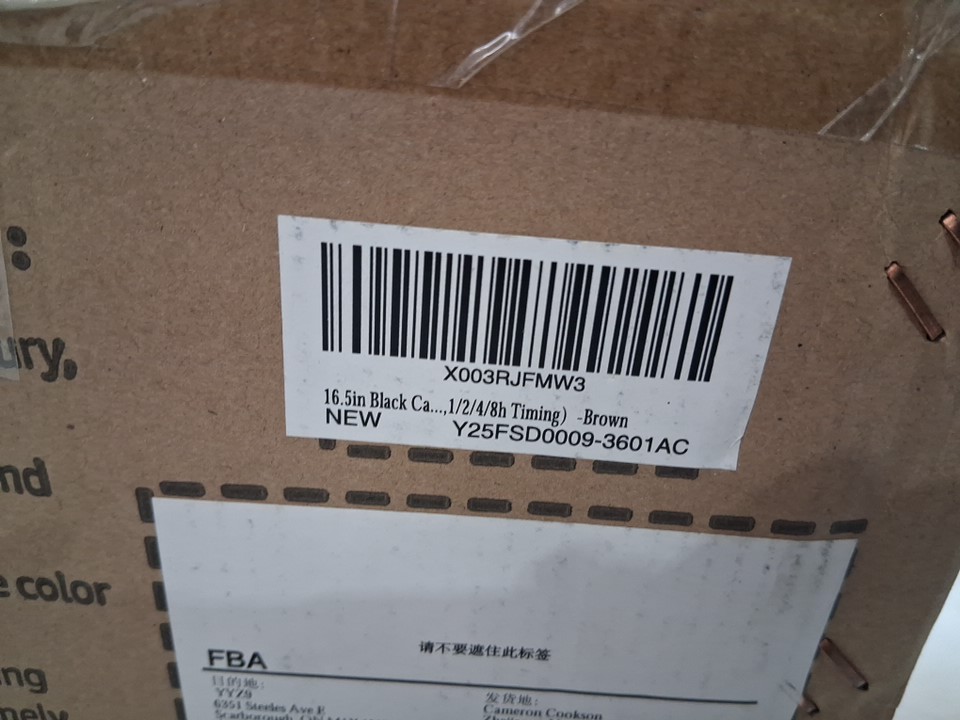 :
ury,
nd
e color
ng
mely
X003RJFMW3
16.5in Black Ca...,1/2/4/8h Timing）-Brown
NEW Y25FSD0009-3601AC
请不要遮住此标签
FBA
目的地:
YYZ9
6351 Steeles Ave E
Scarborough,
发货地:
Cameron Cookson